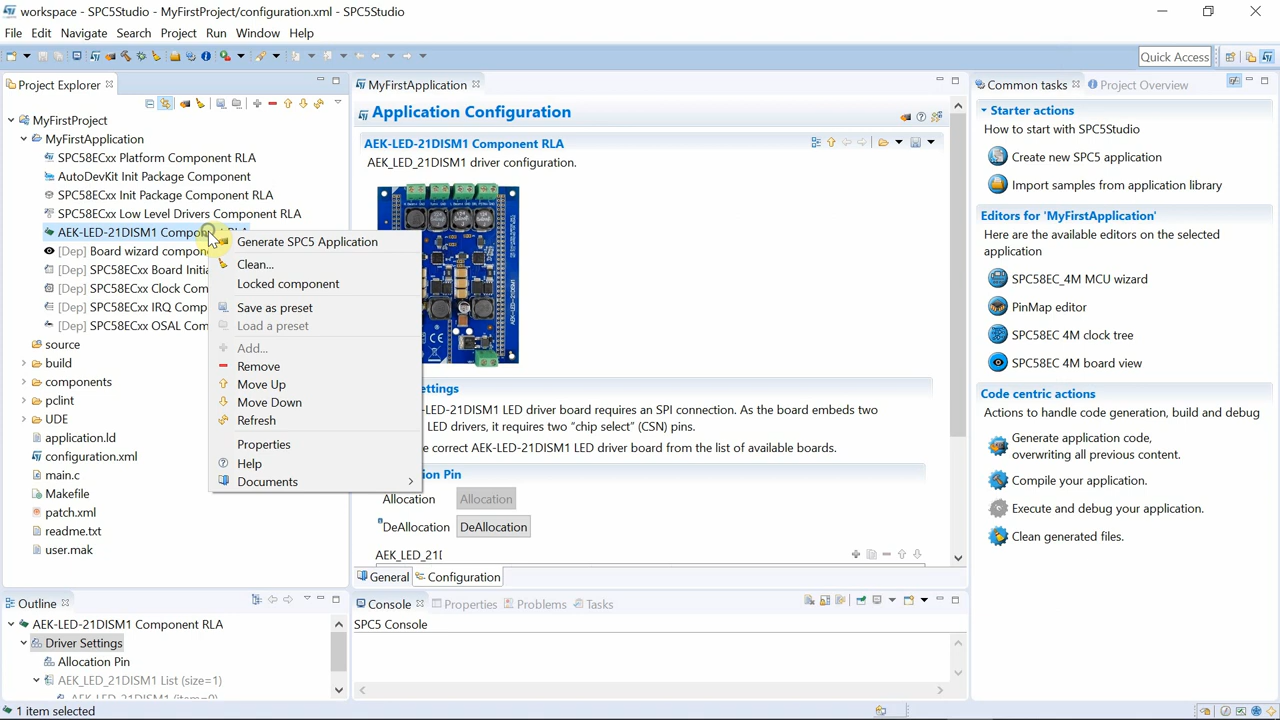 workspace - SPC5Studio - MyFirstProject/configuration.xml - SPC5Studio
File Edit Navigate Search Project Run Window Help
Quick Access
Project Explorer
MyFirstProject
MyFirstApplication
SPC58ECxx Platform Component RLA
AutoDevKit Init Package Component
SPC58ECxx Init Package Component RLA
SPC58ECxx Low Level Drivers Component RLA
AEK-LED-21DISM1
[Dep] Board wizard
[Dep] SPC58ECxx Board
[Dep] SPC58ECxx Clock
[Dep] SPC58ECxx IRQ
[Dep] SPC58ECxx OSAL
source
build
components
pclint
UDE
application.ld
configuration.xml
main.c
Makefile
patch.xml
readme.txt
user.mak
Generate SPC5 Application
Clean...
Locked component
Save as preset
Load a preset
Add...
Remove
Move Up
Move Down
Refresh
Properties
Help
Documents
MyFirstApplication
Application Configuration
AEK-LED-21DISM1 Component RLA
AEK_LED_21DISM1 driver configuration.
ettings
-LED-21DISM1 LED driver board requires an SPI connection. As the board embeds two
LED drivers, it requires two "chip select" (CSN) pins.
e correct AEK-LED-21DISM1 LED driver board from the list of available boards.
ion Pin
Allocation Allocation
DeAllocation DeAllocation
AEK_LED_21[
General Configuration
Common tasks Project Overview
Starter actions
How to start with SPC5Studio
Create new SPC5 application
Import samples from application library
Editors for 'MyFirstApplication'
Here are the available editors on the selected
application
SPC58EC_4M MCU wizard
PinMap editor
SPC58EC 4M clock tree
SPC58EC 4M board view
Code centric actions
Actions to handle code generation, build and debug
Generate application code,
overwriting all previous content.
Compile your application.
Execute and debug your application.
Clean generated files.
Outline
AEK-LED-21DISM1 Component RLA
Driver Settings
Allocation Pin
AEK_LED_21DISM1 List (size=1)
AEK_LED_21DISM1 (item=0)
Console Properties Problems Tasks
SPC5 Console
1 item selected